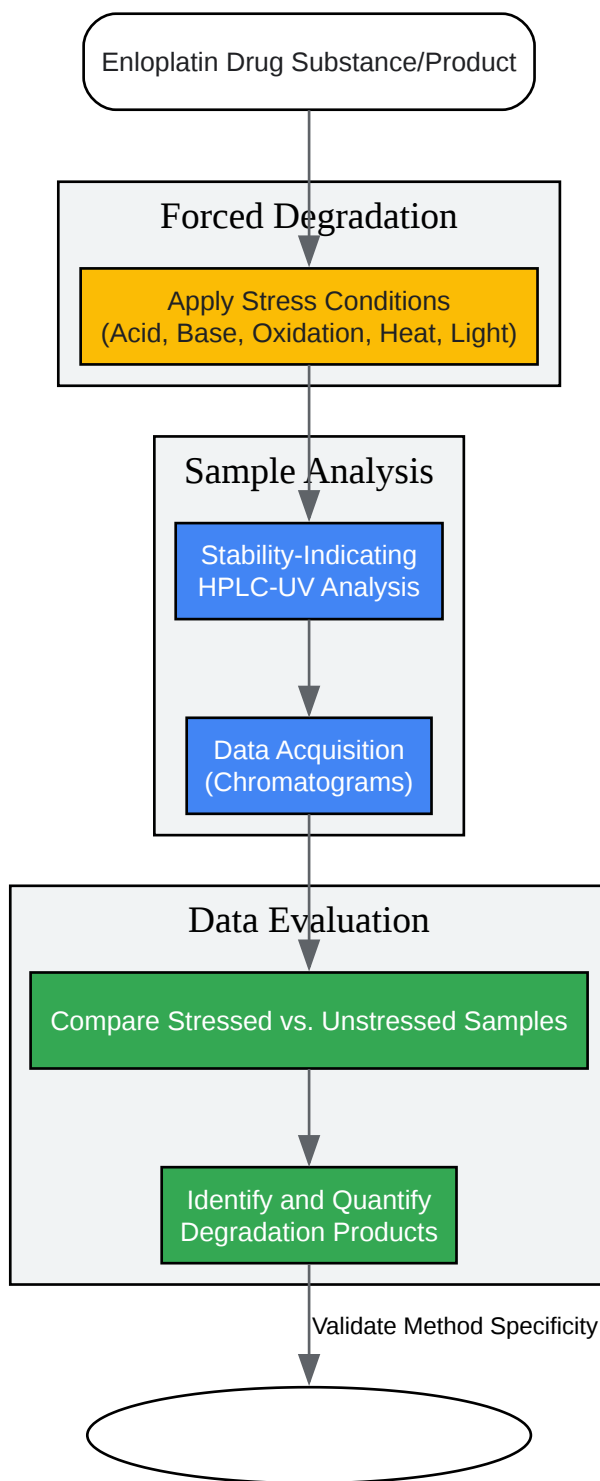 Enloplatin Drug Substance/Product
Forced Degradation
Apply Stress Conditions
(Acid, Base, Oxidation, Heat, Light)
Sample Analysis
Stability-Indicating
HPLC-UV Analysis
Data Acquisition
(Chromatograms)
Data Evaluation
Compare Stressed vs. Unstressed Samples
Identify and Quantify
Degradation Products
Validate Method Specificity